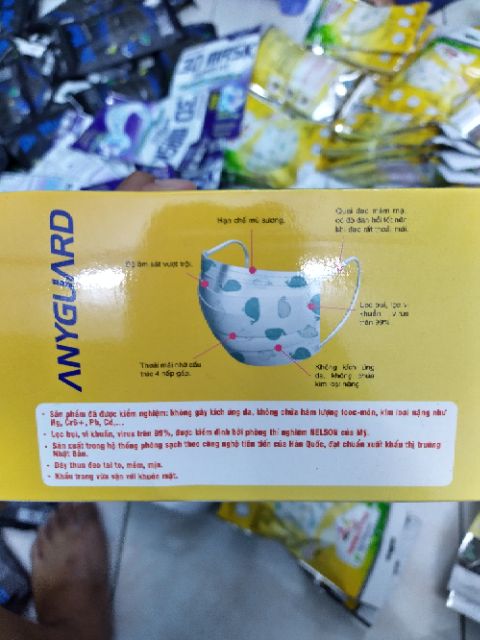 3D MASK
ANYGUARD
Hạn chế mù sương.
Quai đeo mềm mại,
có độ đàn hồi tốt nên
khi đeo rất thoải mái.
Độ ôm sát vượt trội.
Lọc bụi, lọc vi
khuẩn, virus
trên 99%
Thoải mái nhờ cấu
trúc 4 nếp gấp.
Không kích ứng
da, không chứa
kim loại nặng
- Sản phẩm đã được kiểm nghiệm: không gây kích ứng da, không chứa hàm lượng focc-môn, kim loại nặng như
Hg, Cr6+, Pb, Cd,...
- Lọc bụi, vi khuẩn, virus trên 99%, được kiểm định bởi phòng thí nghiệm NELSON của Mỹ.
- Sản xuất trong hệ thống phòng sạch theo công nghệ tiên tiến của Hàn Quốc, đạt chuẩn xuất khẩu thị trường
Nhật Bản.
- Dây thun đeo tai to, mềm, mịn.
- Khẩu trang vừa vặn với khuôn mặt.